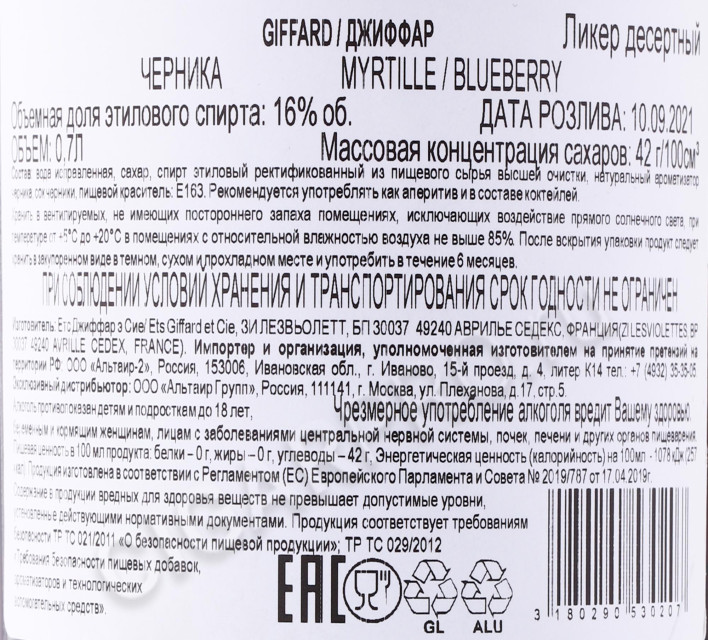 GIFFARD / ДЖИФФАР
Ликер десертный
ЧЕРНИКА MYRTILLE / BLUEBERRY
Объемная доля этилового спирта: 16% об. ДАТА РОЗЛИВА: 10.09.2021
ОБЪЕМ: 0.7Л Массовая концентрация сахаров: 42 г/100см³
Состав: вода исправленная, сахар, спирт этиловый ректификованный из пищевого сырья высшей очистки, натуральный ароматизатор
черника, сок черники, пищевой краситель: Е163. Рекомендуется употреблять как аперитив и в составе коктейлей.
Хранить в вентилируемых, не имеющих постороннего запаха помещениях, исключающих воздействие прямого солнечного света, при
температуре от +5°С до +20°С в помещениях с относительной влажностью воздуха не выше 85%. После вскрытия упаковки продукт следует
хранить в закупоренном виде в темном, сухом и прохладном месте и употребить в течение 6 месяцев.
ПРИ СОБЛЮДЕНИИ УСЛОВИЙ ХРАНЕНИЯ И ТРАНСПОРТИРОВАНИЯ СРОК ГОДНОСТИ НЕ ОГРАНИЧЕН
Изготовитель: Етс Джиффар э Сие/ Ets Giffard et Cie, ЗИ ЛЕЗВЬОЛЕТТ, БП 30037 49240 АВРИЛЬЕ СЕДЕКС, ФРАНЦИЯ(ZI LES VIOLETTES, BP
30037 49240 AVRILLE CEDEX, FRANCE). Импортер и организация, уполномоченная изготовителем на принятие претензий на
территории РФ: ООО «Альтаир-2», Россия, 153006, Ивановская обл., г. Иваново, 15-й проезд, д. 4, литер К14 тел.: +7 (4932) 35-35-05
Эксклюзивный дистрибьютор: ООО «Альтаир Групп», Россия, 111141, г. Москва, ул. Плеханова, д.17, стр.5.
Алкоголь противопоказан детям и подросткам до 18 лет, Чрезмерное употребление алкоголя вредит Вашему здоровью.
беременным и кормящим женщинам, лицам с заболеваниями центральной нервной системы, почек, печени и других органов пищеварения.
Пищевая ценность в 100 мл продукта: белки – 0 г, жиры – 0 г, углеводы – 42 г, Энергетическая ценность (калорийность) на 100мл - 1078 кДж (257
ккал). Продукция изготовлена в соответствии с Регламентом (ЕС) Европейского Парламента и Совета № 2019/787 от 17.04.2019г.
Содержание в продукции вредных для здоровья веществ не превышает допустимые уровни,
установленные действующими нормативными документами. Продукция соответствует требованиям
безопасности ТР ТС 021/2011 «О безопасности пищевой продукции»; ТР ТС 029/2012
«Требования безопасности пищевых добавок,
ароматизаторов и технологических
вспомогательных средств».
EAC
GL ALU
3 180290 530207